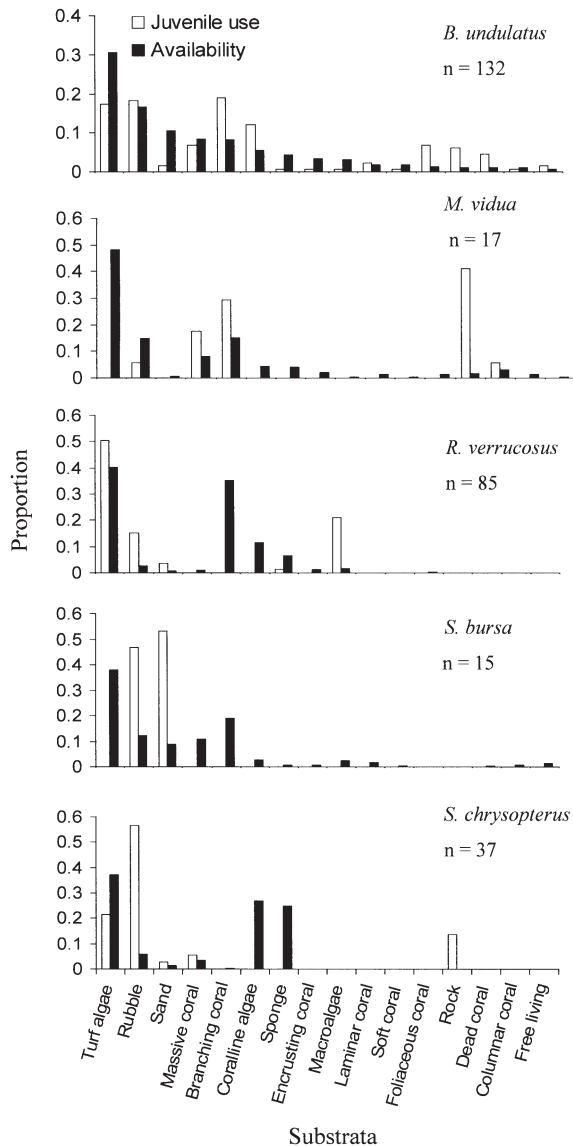 0.4
0.3
0.2
0.1
0
Juvenile use
Availability
B. undulatus
n = 132
0.6
0.5
0.4
0.3
0.2
0.1
0
M. vidua
n = 17
0.6
0.5
0.4
0.3
0.2
0.1
0
R. verrucosus
n = 85
Proportion
0.6
0.5
0.4
0.3
0.2
0.1
0
S. bursa
n = 15
0.6
0.5
0.4
0.3
0.2
0.1
0
S. chrysopterus
n = 37
Turf algae
Rubble
Sand
Massive coral
Branching coral
Coralline algae
Sponge
Encrusting coral
Macroalgae
Laminar coral
Soft coral
Foliaceous coral
Rock
Dead coral
Columnar coral
Free living
Substrata